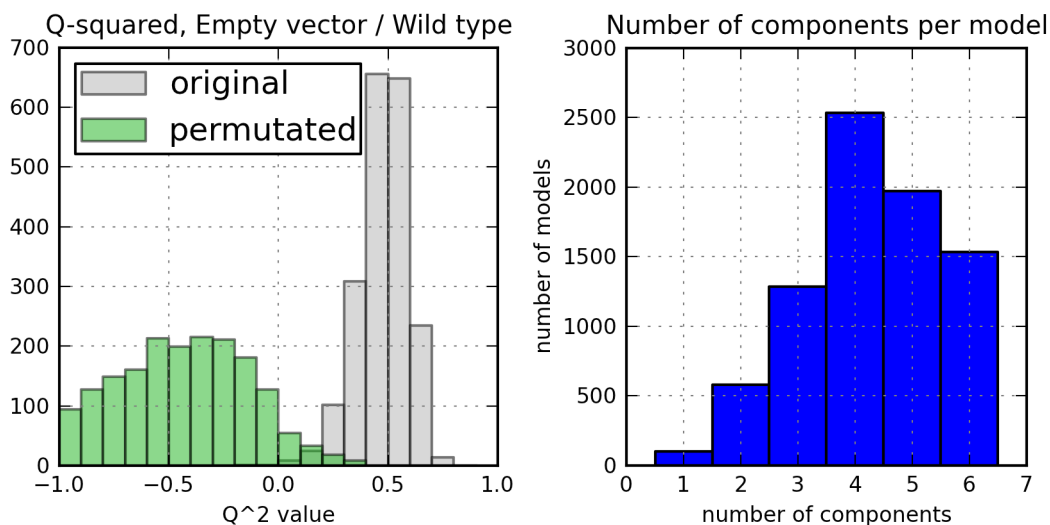 Q-squared, Empty vector / Wild type
700
600
500
400
300
200
100
0
original
permutated
−1.0 −0.5 0.0 0.5 1.0
Q^2 value
Number of components per model
number of models
3000
2500
2000
1500
1000
500
0
0 1 2 3 4 5 6 7
number of components